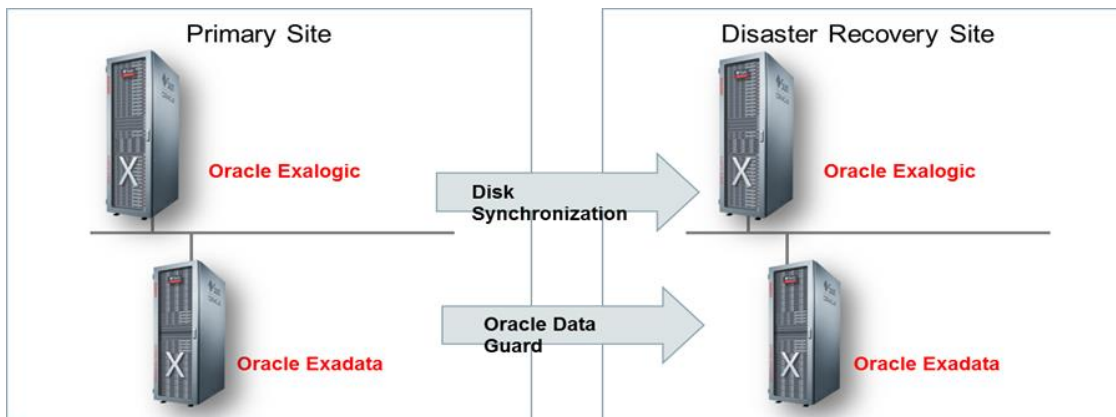 Primary Site
Disaster Recovery Site
Oracle Exalogic
Oracle Exalogic
Disk
Synchronization
Oracle Data
Guard
Oracle Exadata
Oracle Exadata
X
X
X
X